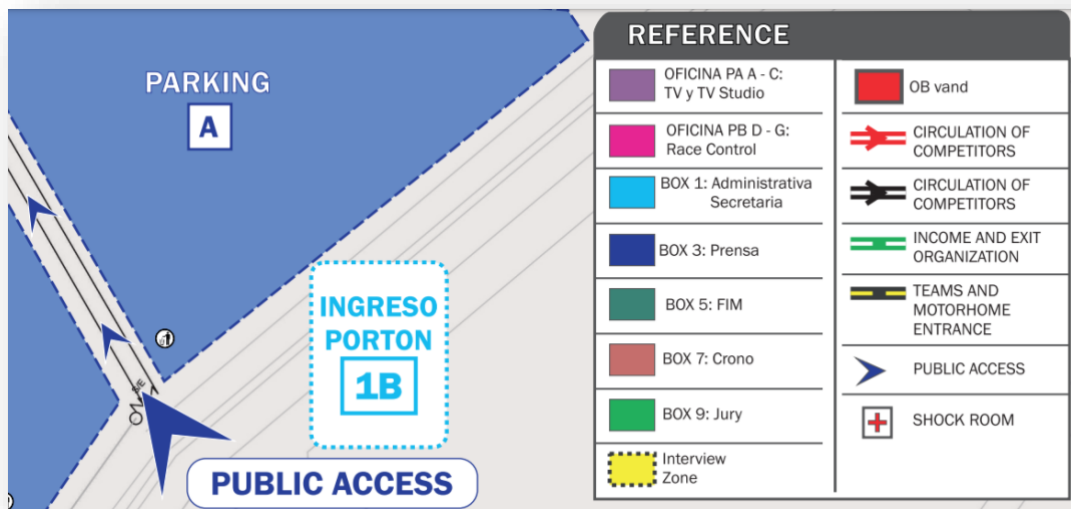 PARKING
A
INGRESO
PORTON
1B
PUBLIC ACCESS
REFERENCE
OFICINA PA A - C:
TV y TV Studio
OFICINA PB D - G:
Race Control
BOX 1: Administrativa
Secretaria
BOX 3: Prensa
BOX 5: FIM
BOX 7: Crono
BOX 9: Jury
Interview
Zone
OB vand
CIRCULATION OF
COMPETITORS
CIRCULATION OF
COMPETITORS
INCOME AND EXIT
ORGANIZATION
TEAMS AND
MOTORHOME
ENTRANCE
PUBLIC ACCESS
SHOCK ROOM